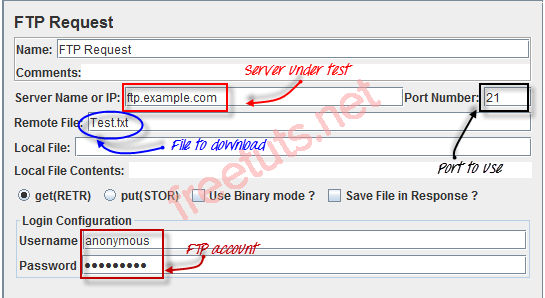 FTP Request
Name: FTP Request
Comments:
Server under test
Server Name or IP: ftp.example.com Port Number: 21
Remote File: Test.txt
File to download
Local File:
Port to use
Local File Contents:
get(RETR) put(STOR) Use Binary mode ? Save File in Response ?
Login Configuration
Username anonymous
FTP account
Password •••••••••
freetuts.net